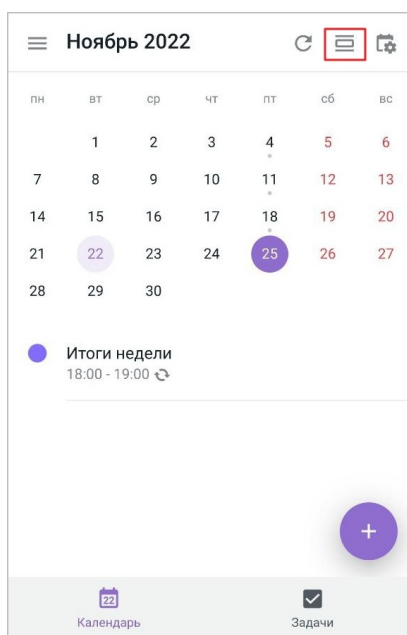 Ноябрь 2022
пн вт ср чт пт сб вс
1 2 3 4 5 6
7 8 9 10 11 12 13
14 15 16 17 18 19 20
21 22 23 24 25 26 27
28 29 30
Итоги недели
18:00 - 19:00
+
22
Календарь Задачи